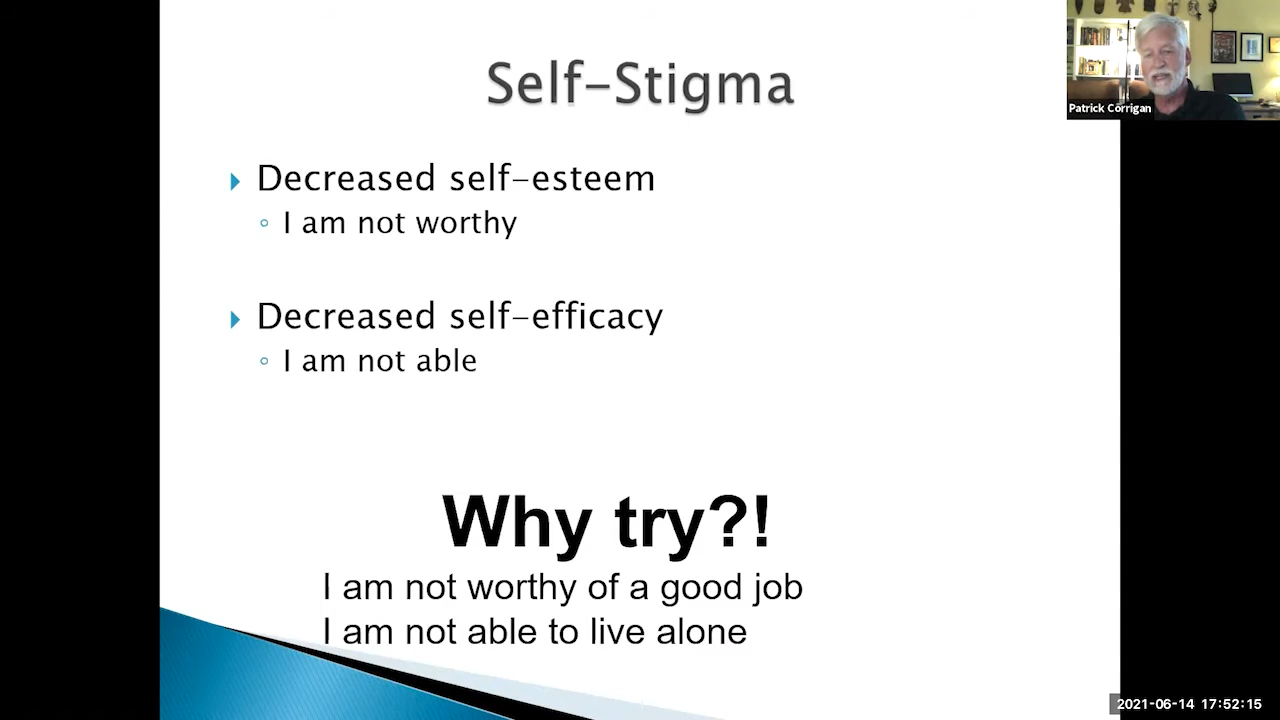 Self-Stigma
Decreased self-esteem
I am not worthy
Decreased self-efficacy
I am not able
Why try?!
I am not worthy of a good job
I am not able to live alone
Patrick Corrigan
2021-06-14 17:52:15